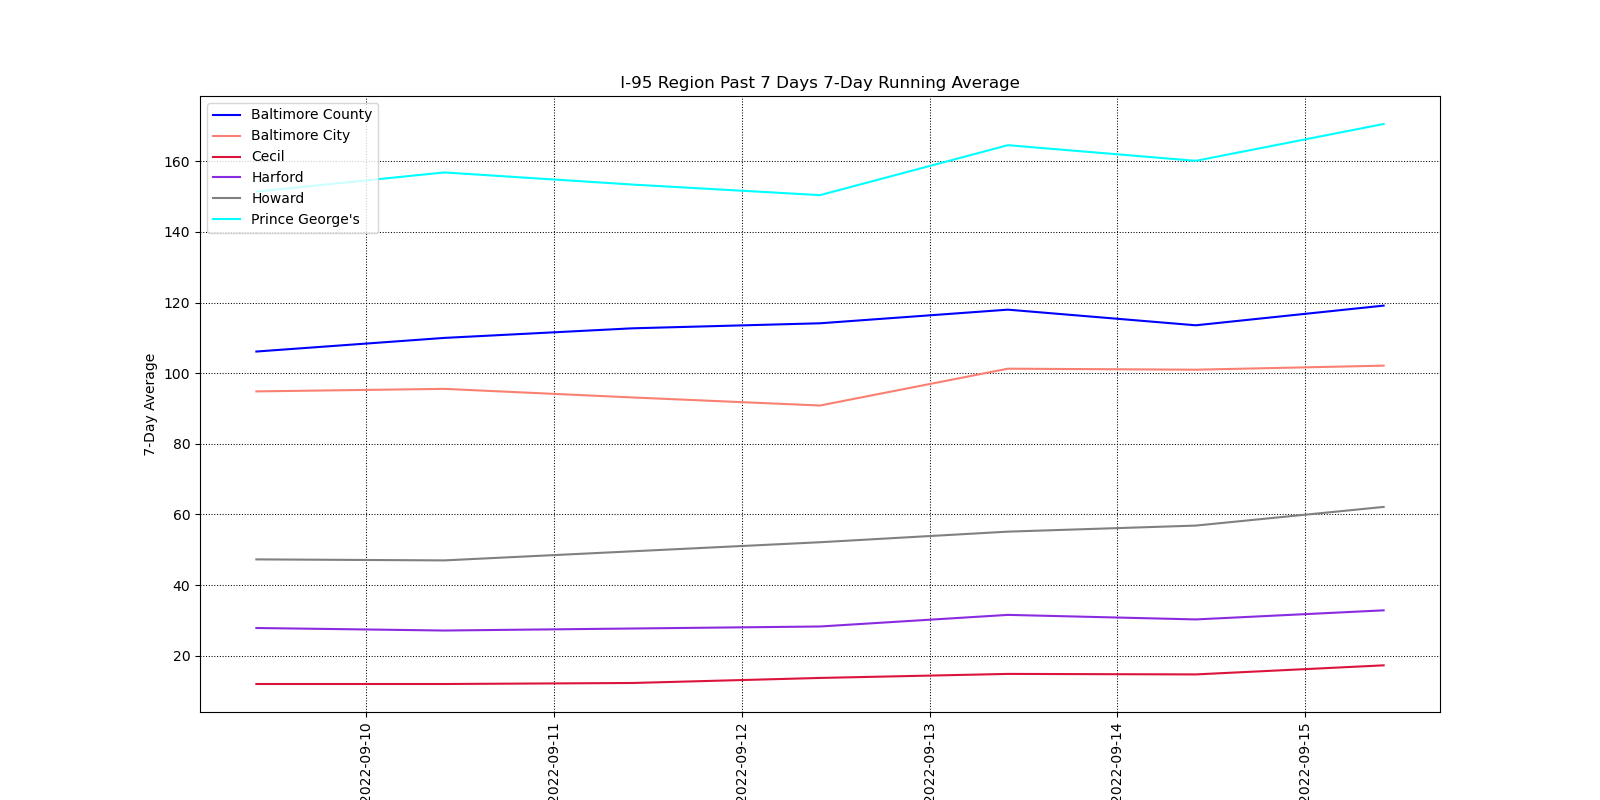 I-95 Region Past 7 Days 7-Day Running Average
Baltimore County
Baltimore City
Cecil
Harford
Howard
Prince George's
160
140
120
100
80
60
40
20
7-Day Average
2022-09-10
2022-09-11
2022-09-12
2022-09-13
2022-09-14
2022-09-15